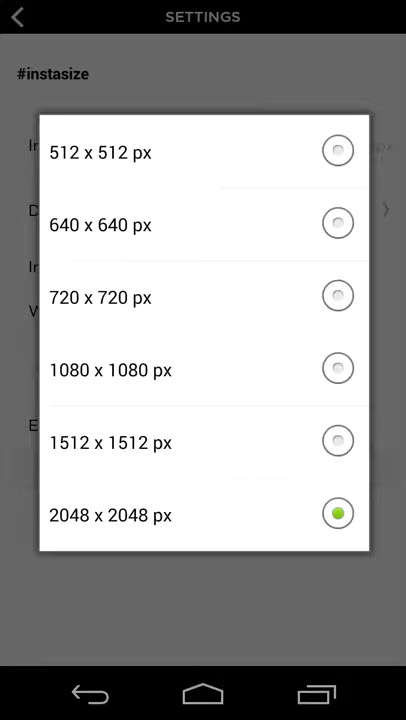 SETTINGS
#instasize
512 x 512 px
640 x 640 px
720 x 720 px
1080 x 1080 px
1512 x 1512 px
2048 x 2048 px